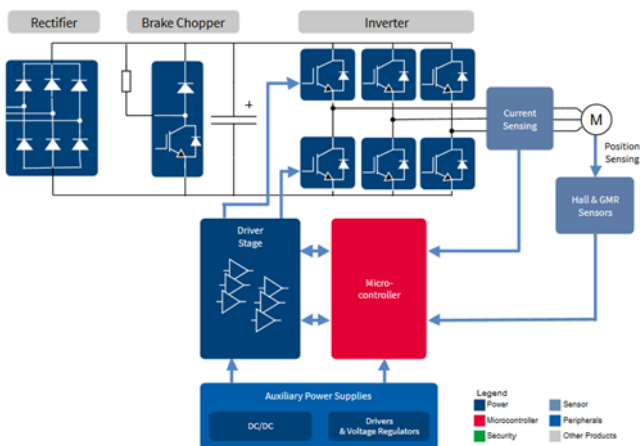 Rectifier
Brake Chopper
Inverter
+
Current
Sensing
M
Position
Sensing
Hall & GMR
Sensors
Driver
Stage
Micro-
controller
Auxiliary Power Supplies
DC/DC
Drivers
& Voltage Regulators
Legend
Power
Sensor
Microcontroller
Peripherals
Security
Other Products